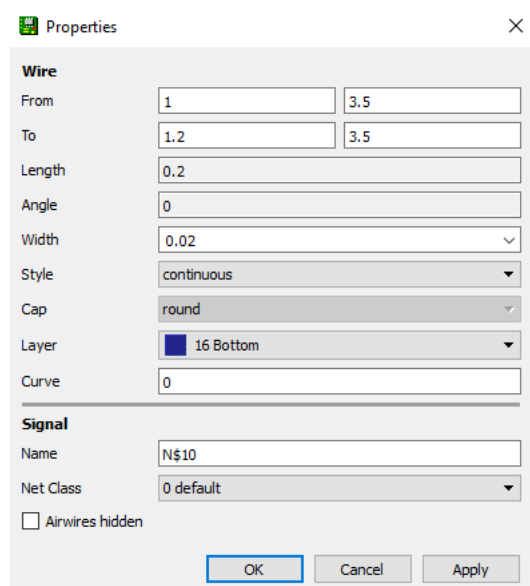 Properties
Wire
From 1 3.5
To 1.2 3.5
Length 0.2
Angle 0
Width 0.02
Style continuous
Cap round
Layer 16 Bottom
Curve 0
Signal
Name N$10
Net Class 0 default
Airwires hidden
OK Cancel Apply